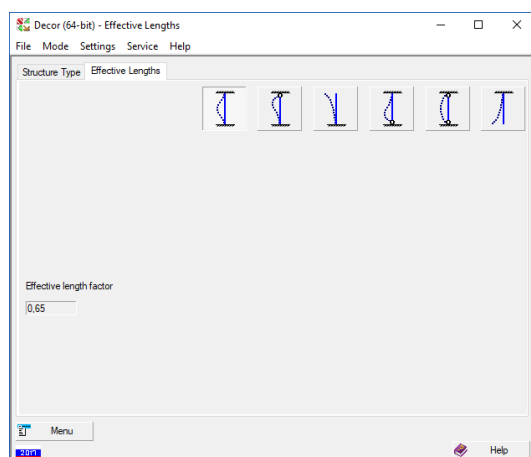 Decor (64-bit) - Effective Lengths
File Mode Settings Service Help
Structure Type Effective Lengths
Effective length factor
0,65
Menu
2017
Help